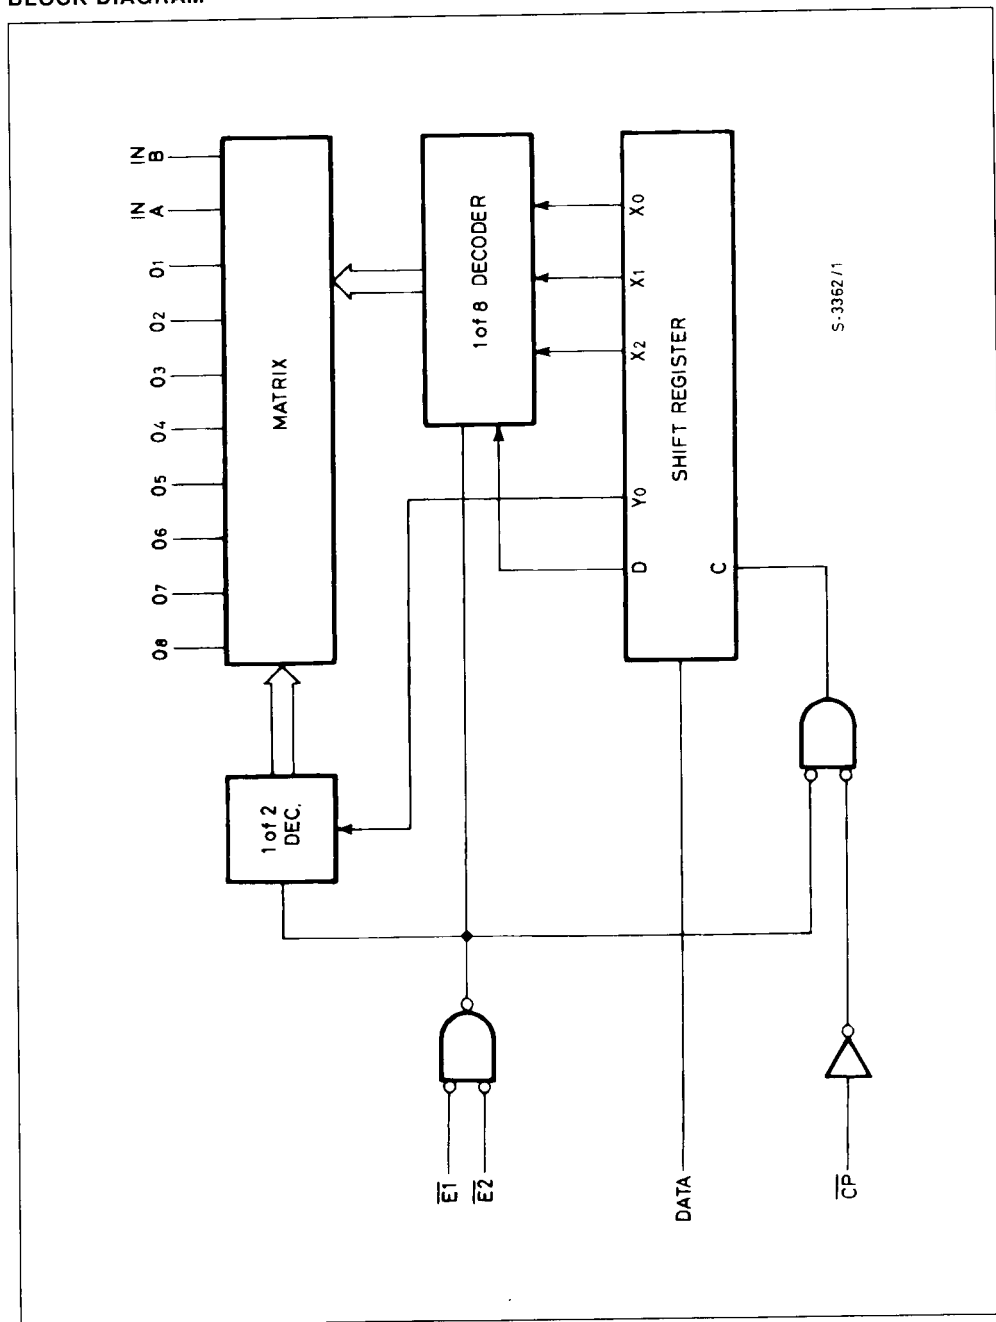 BLOCK DIAGRAM
IN B
IN A
O1
O2
O3
O4
O5
O6
O7
O8
MATRIX
1 of 8 DECODER
1 of 2
DEC.
X0
X1
X2
Y0
D
C
SHIFT REGISTER
E1
E2
DATA
CP
S-3362/1